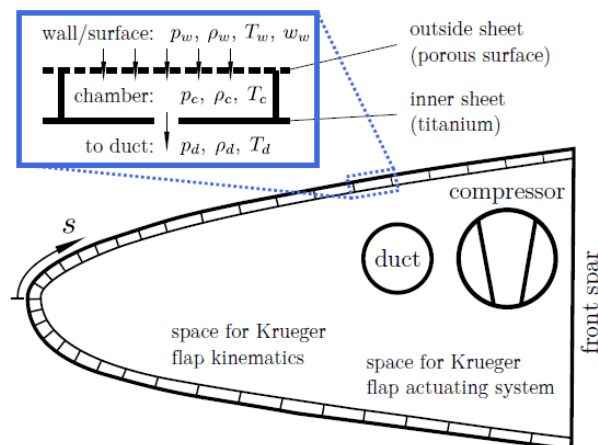 wall/surface: p_w, ρ_w, T_w, w_w
chamber: p_c, ρ_c, T_c
to duct: p_d, ρ_d, T_d
outside sheet
(porous surface)
inner sheet
(titanium)
s
compressor
duct
front spar
space for Krueger
flap kinematics
space for Krueger
flap actuating system